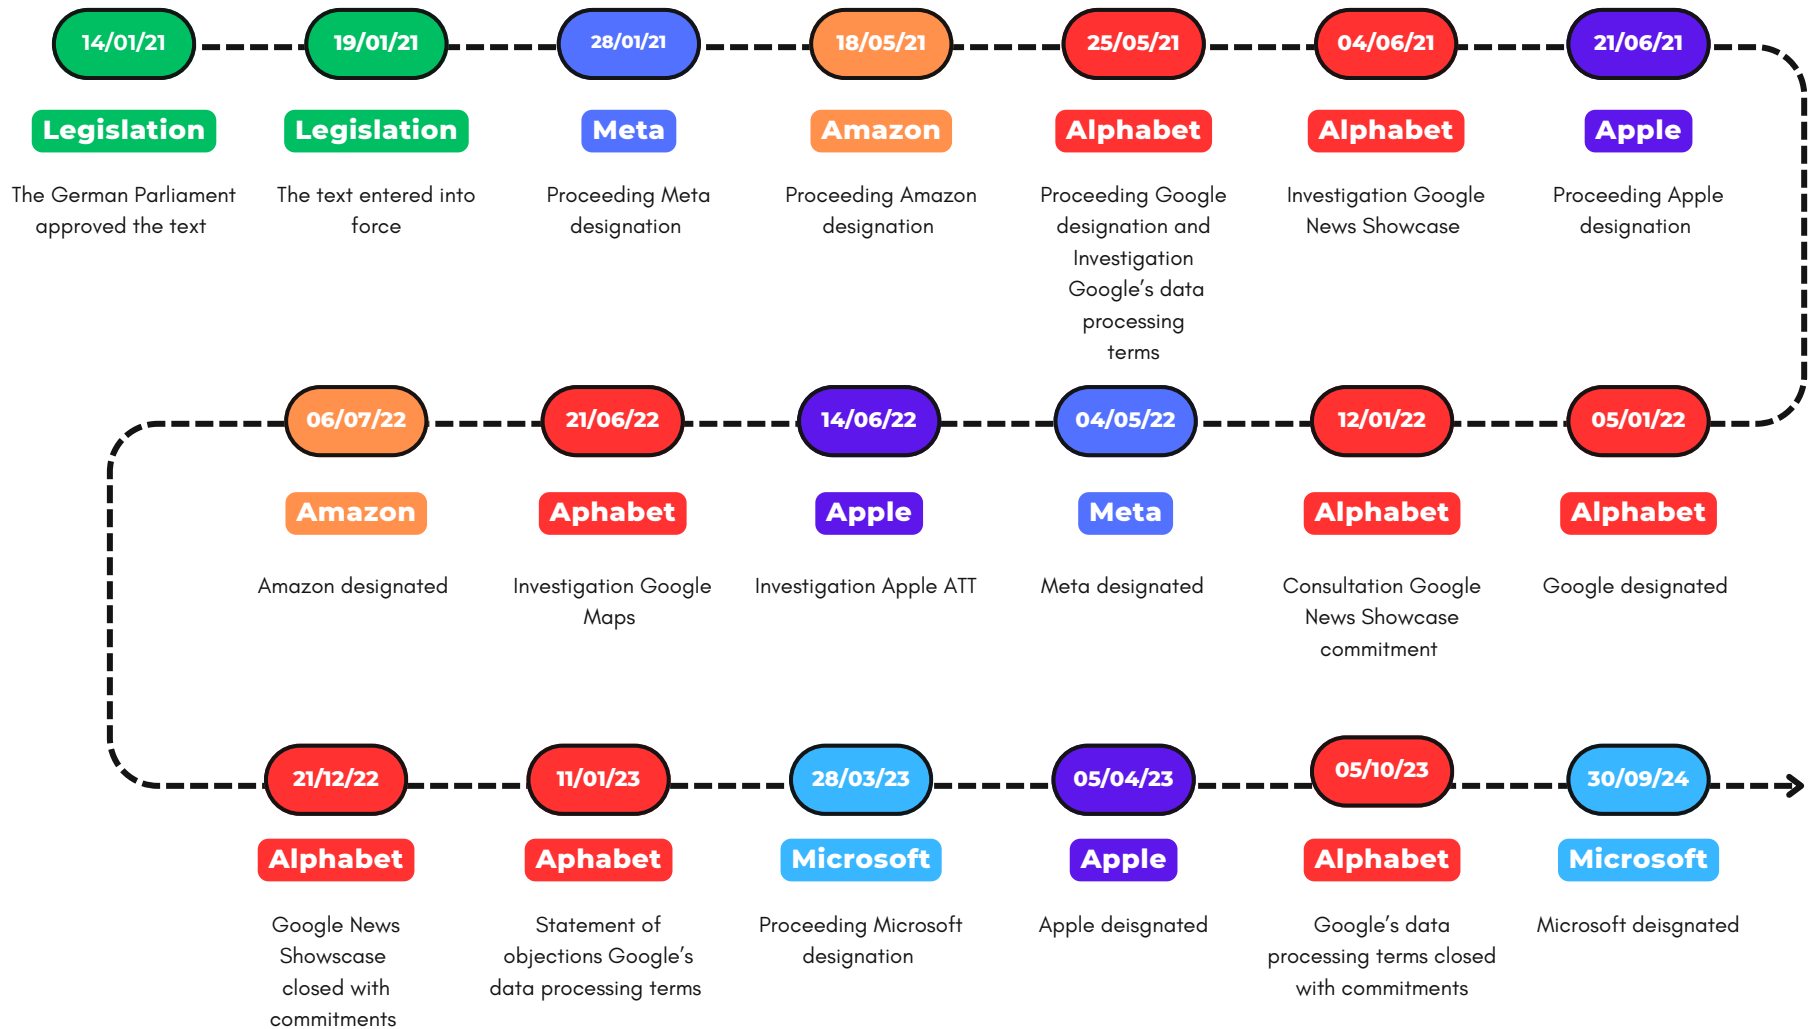 14/01/21
Legislation
The German Parliament
approved the text
19/01/21
Legislation
The text entered into
force
28/01/21
Meta
Proceeding Meta
designation
18/05/21
Amazon
Proceeding Amazon
designation
25/05/21
Alphabet
Proceeding Google
designation and
Investigation
Google’s data
processing
terms
04/06/21
Alphabet
Investigation Google
News Showcase
21/06/21
Apple
Proceeding Apple
designation
05/01/22
Alphabet
Google designated
12/01/22
Alphabet
Consultation Google
News Showcase
commitment
04/05/22
Meta
Meta designated
14/06/22
Apple
Investigation Apple ATT
21/06/22
Aphabet
Investigation Google
Maps
06/07/22
Amazon
Amazon designated
21/12/22
Alphabet
Google News
Showscase
closed with
commitments
11/01/23
Aphabet
Statement of
objections Google’s
data processing terms
28/03/23
Microsoft
Proceeding Microsoft
designation
05/04/23
Apple
Apple deisgnated
05/10/23
Alphabet
Google’s data
processing terms closed
with commitments
30/09/24
Microsoft
Microsoft deisgnated